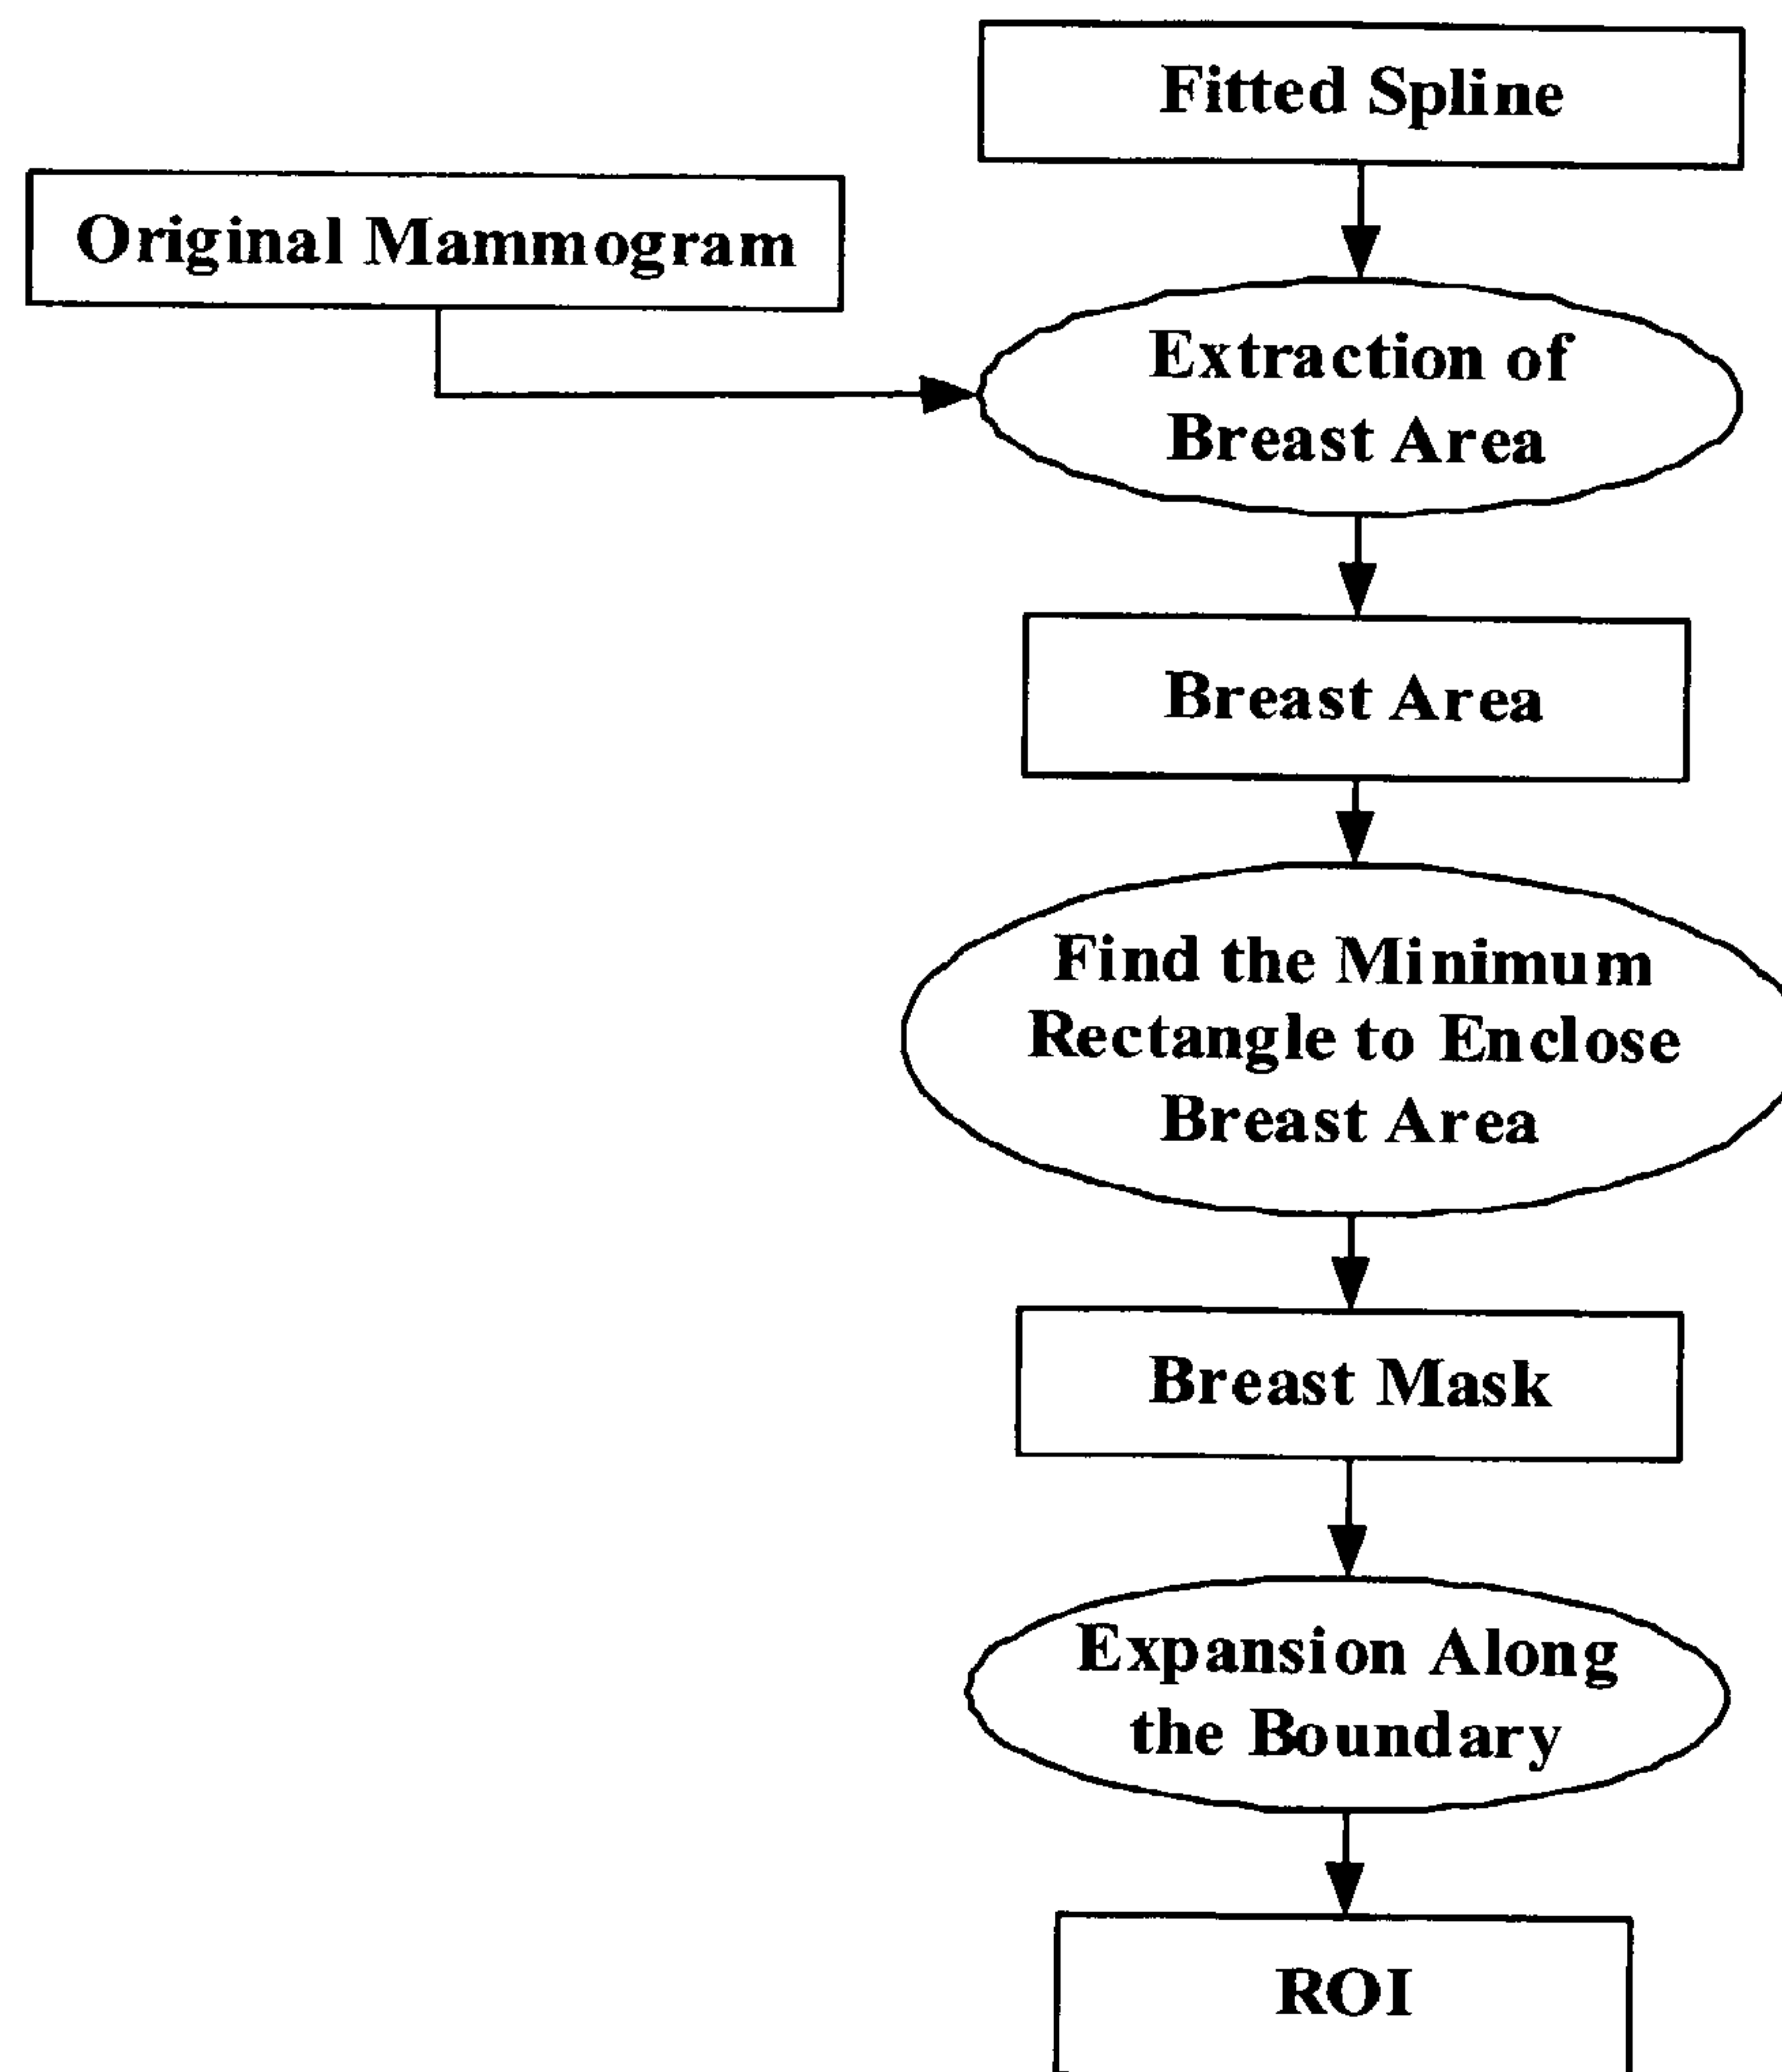 Fitted Spline
Original Mammogram
Extraction of
Breast Area
Breast Area
Find the Minimum
Rectangle to Enclose
Breast Area
Breast Mask
Expansion Along
the Boundary
ROI